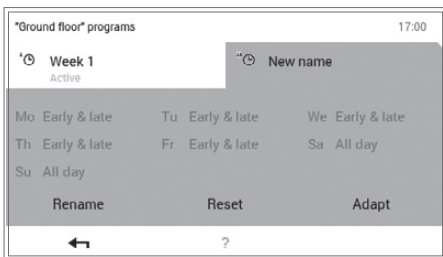 "Ground floor" programs 17:00
Week 1 New name
Active
Mo Early & late Tu Early & late We Early & late
Th Early & late Fr Early & late Sa All day
Su All day
Rename Reset Adapt
?